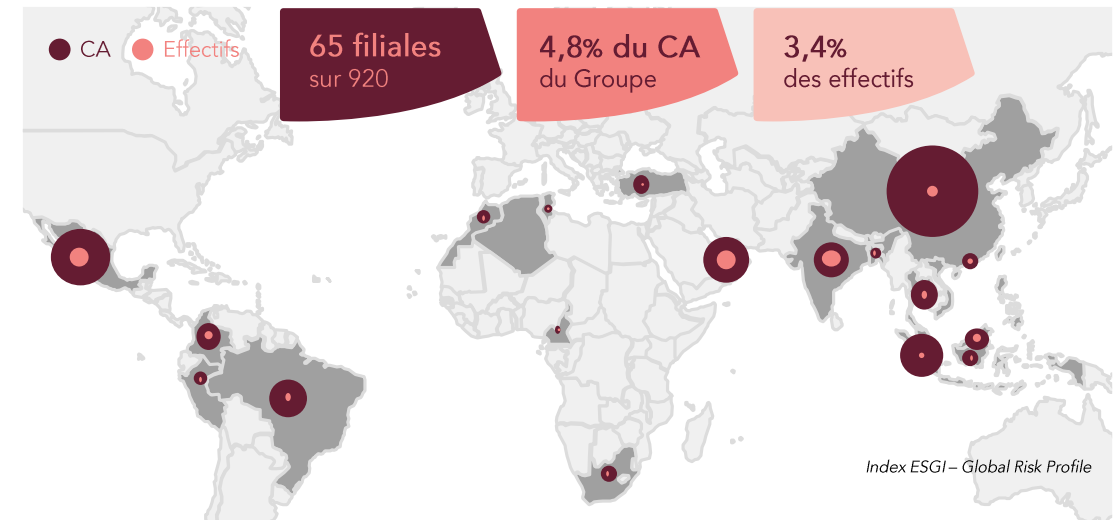 CA
Effectifs
65 filiales
sur 920
4,8% du CA
du Groupe
3,4%
des effectifs
Index ESGI – Global Risk Profile